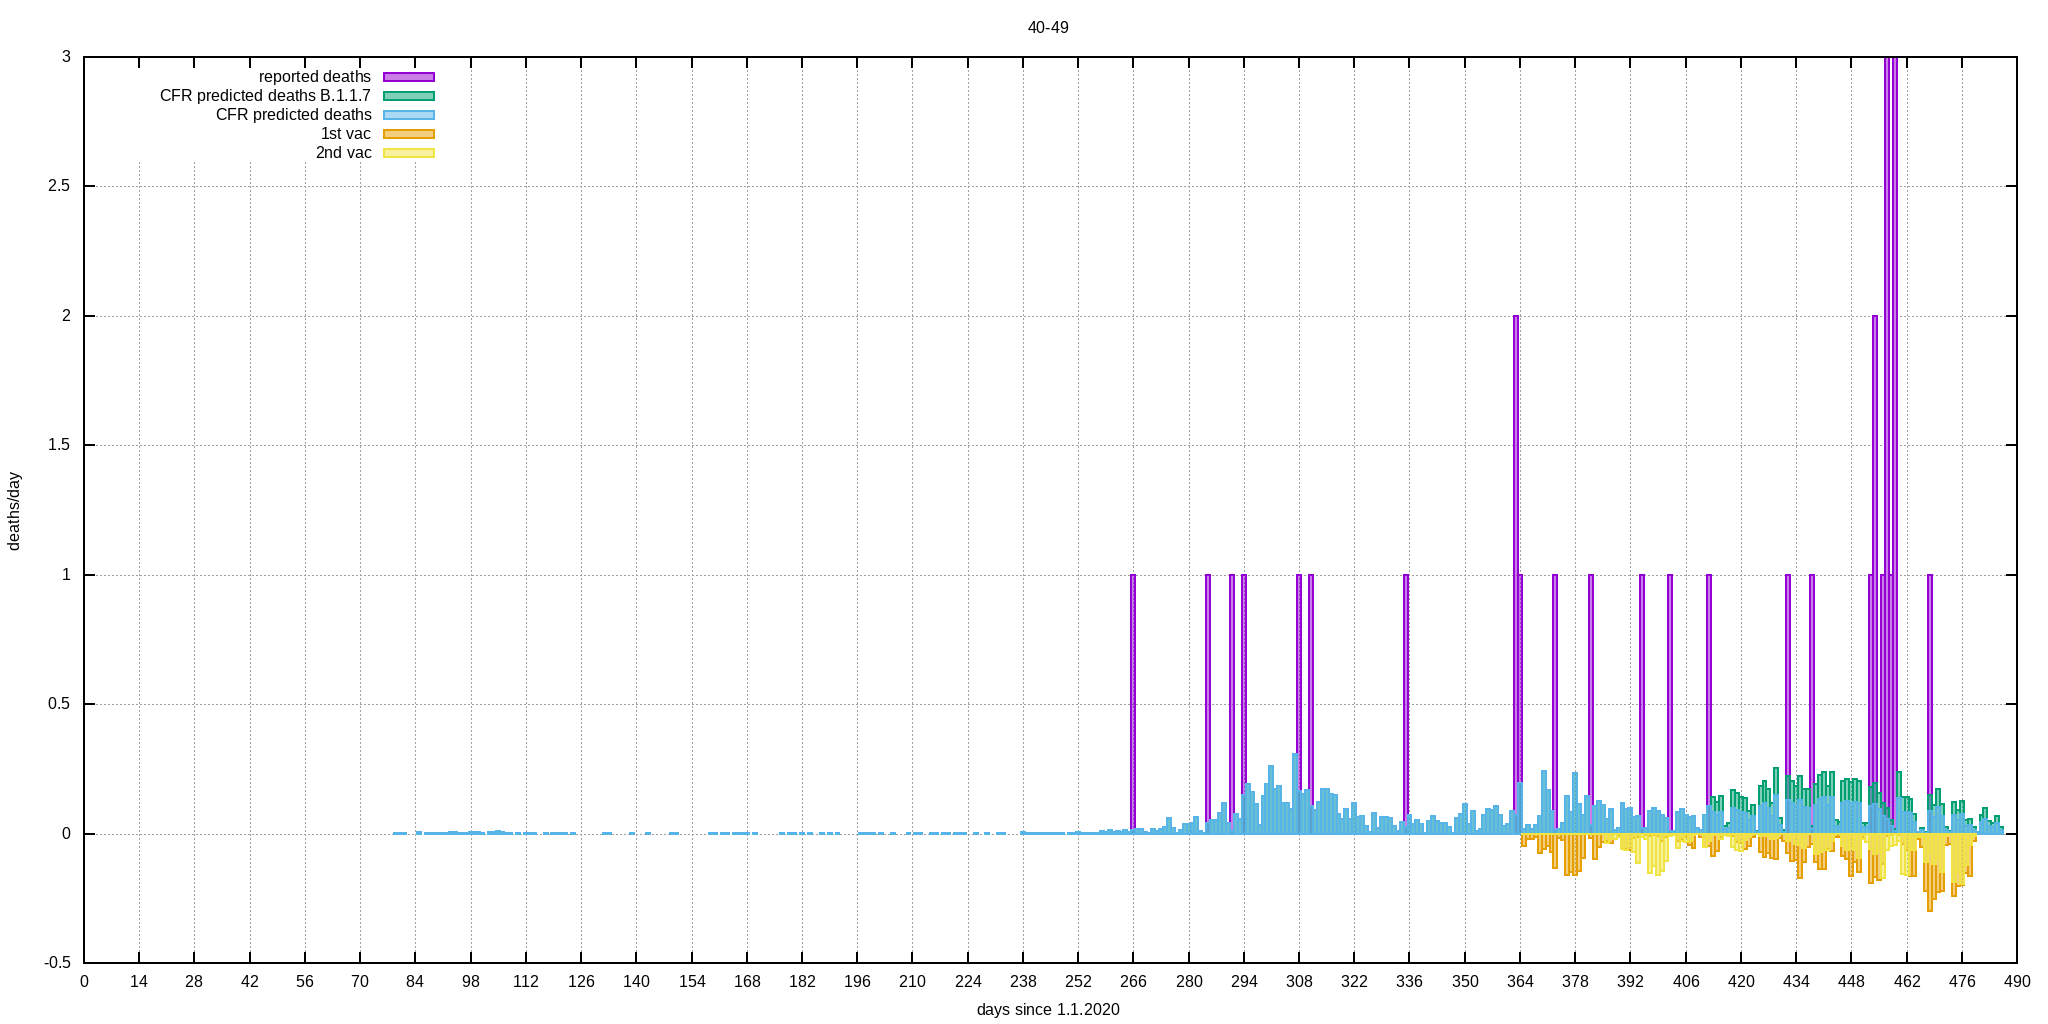 40-49
reported deaths
CFR predicted deaths B.1.1.7
CFR predicted deaths
1st vac
2nd vac
3
2.5
2
1.5
1
0.5
0
-0.5
deaths/day
0 14 28 42 56 70 84 98 112 126 140 154 168 182 196 210 224 238 252 266 280 294 308 322 336 350 364 378 392 406 420 434 448 462 476 490
days since 1.1.2020